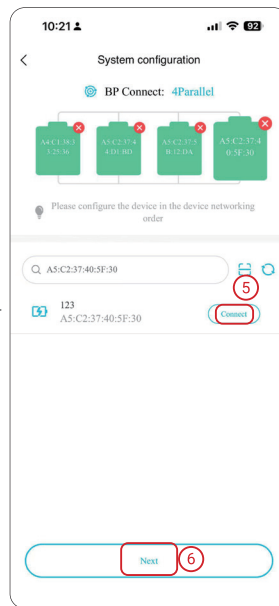 10:21
92
System configuration
BP Connect: 4Parallel
A4:C1:38:3
5:25:36
A5:C2:37:4
4:D1:BD
A5:C2:37:5
B:12:DA
A5:C2:37:4
0:5F:30
Please configure the device in the device networking
order
A5:C2:37:40:5F:30
5
123
A5:C2:37:40:5F:30
Connect
Next
6